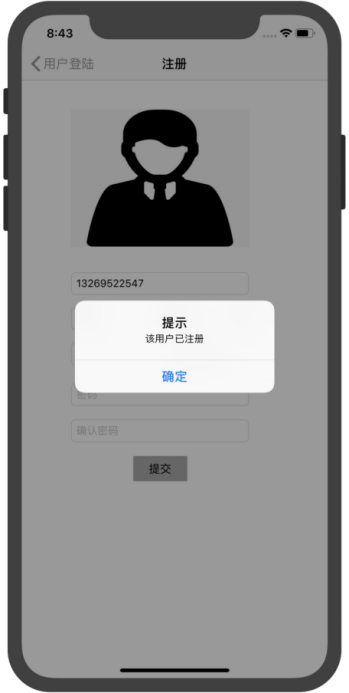 8:43
用户登陆
注册
13269522547
提示
该用户已注册
确定
密码
确认密码
提交